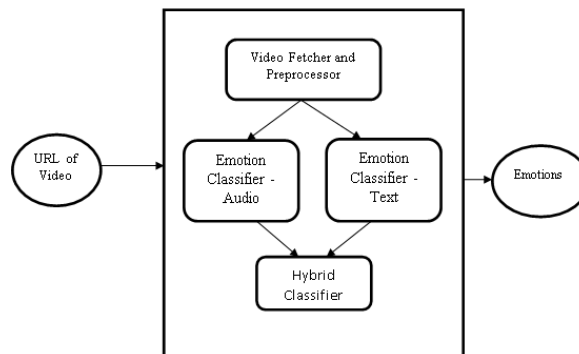 Video Fetcher and
Preprocessor
URL of
Video
Emotion
Classifier -
Audio
Emotion
Classifier -
Text
Emotions
Hybrid
Classifier